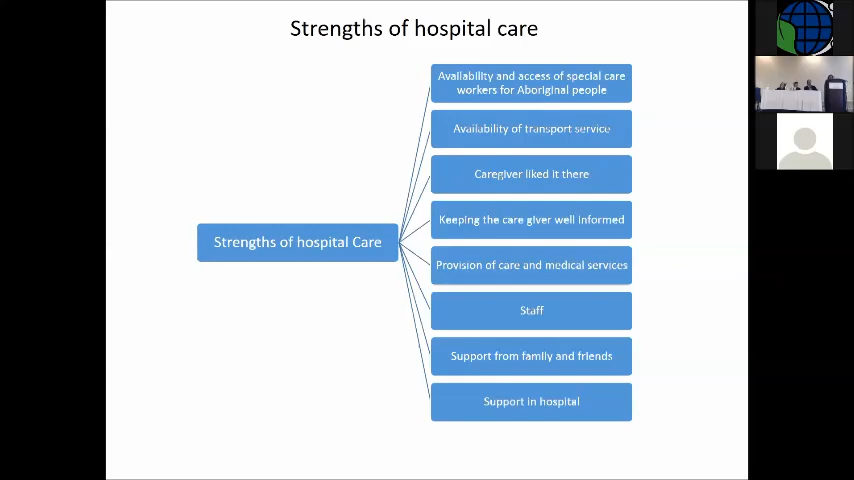 Strengths of hospital care
Strengths of hospital Care
Availability and access of special care
workers for Aboriginal people
Availability of transport service
Caregiver liked it there
Keeping the care giver well informed
Provision of care and medical services
Staff
Support from family and friends
Support in hospital